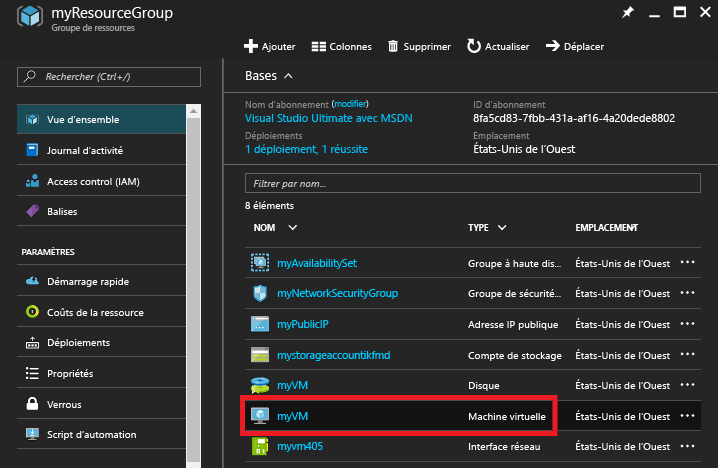 myResourceGroup
Groupe de ressources
Ajouter Colonnes Supprimer Actualiser Déplacer
Rechercher (Ctrl+/)
Vue d'ensemble
Journal d'activité
Access control (IAM)
Balises
PARAMÈTRES
Démarrage rapide
Coûts de la ressource
Déploiements
Propriétés
Verrous
Script d'automation
Bases
Nom d'abonnement (modifier)
Visual Studio Ultimate avec MSDN
ID d'abonnement
8fa5cd83-7fbb-431a-af16-4a20dede8802
Déploiements
1 déploiement, 1 réussite
Emplacement
États-Unis de l'Ouest
Filtrer par nom...
8 éléments
NOM TYPE EMPLACEMENT
myAvailabilitySet Groupe à haute dis... États-Unis de l'Ouest
myNetworkSecurityGroup Groupe de sécurité... États-Unis de l'Ouest
myPublicIP Adresse IP publique États-Unis de l'Ouest
mystorageaccountikfmd Compte de stockage États-Unis de l'Ouest
myVM Disque États-Unis de l'Ouest
myVM Machine virtuelle États-Unis de l'Ouest
myvm405 Interface réseau États-Unis de l'Ouest